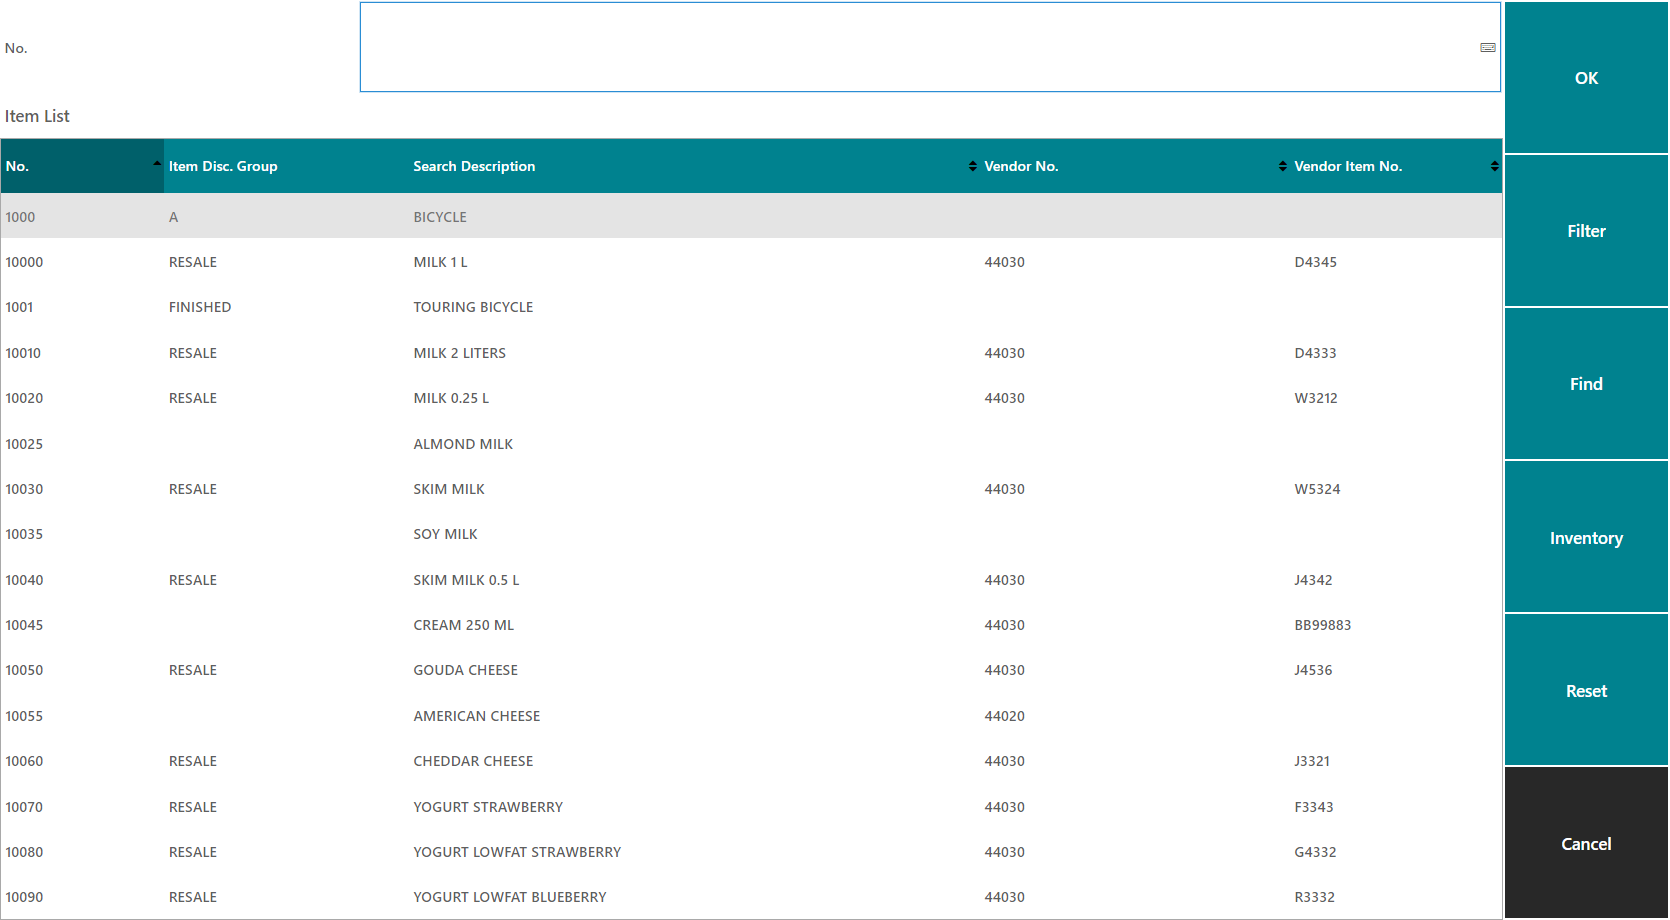 No.
OK
Item List
No. Item Disc. Group Search Description Vendor No. Vendor Item No.
1000 A BICYCLE
Filter
10000 RESALE MILK 1 L 44030 D4345
1001 FINISHED TOURING BICYCLE
10010 RESALE MILK 2 LITERS 44030 D4333
Find
10020 RESALE MILK 0.25 L 44030 W3212
10025 ALMOND MILK
10030 RESALE SKIM MILK 44030 W5324
10035 SOY MILK
Inventory
10040 RESALE SKIM MILK 0.5 L 44030 J4342
10045 CREAM 250 ML 44030 BB99883
10050 RESALE GOUDA CHEESE 44030 J4536
Reset
10055 AMERICAN CHEESE 44020
10060 RESALE CHEDDAR CHEESE 44030 J3321
10070 RESALE YOGURT STRAWBERRY 44030 F3343
10080 RESALE YOGURT LOWFAT STRAWBERRY 44030 G4332
Cancel
10090 RESALE YOGURT LOWFAT BLUEBERRY 44030 R3332